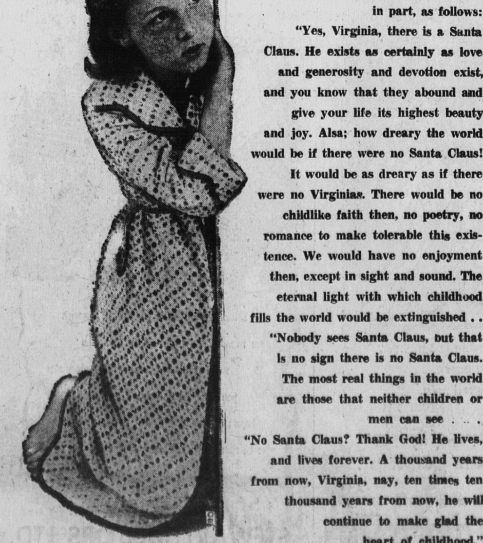 in part, as follows:
"Yes, Virginia, there is a Santa
Claus. He exists as certainly as love
and generosity and devotion exist,
and you know that they abound and
give your life its highest beauty
and joy. Alsa; how dreary the world
would be if there were no Santa Claus!
It would be as dreary as if there
were no Virginias. There would be no
childlike faith then, no poetry, no
romance to make tolerable this exis-
tence. We would have no enjoyment
then, except in sight and sound. The
eternal light with which childhood
fills the world would be extinguished . .
"Nobody sees Santa Claus, but that
is no sign there is no Santa Claus.
The most real things in the world
are those that neither children or
men can see . . .
"No Santa Claus? Thank God! He lives,
and lives forever. A thousand years
from now, Virginia, nay, ten times ten
thousand years from now, he will
continue to make glad the
heart of childhood."